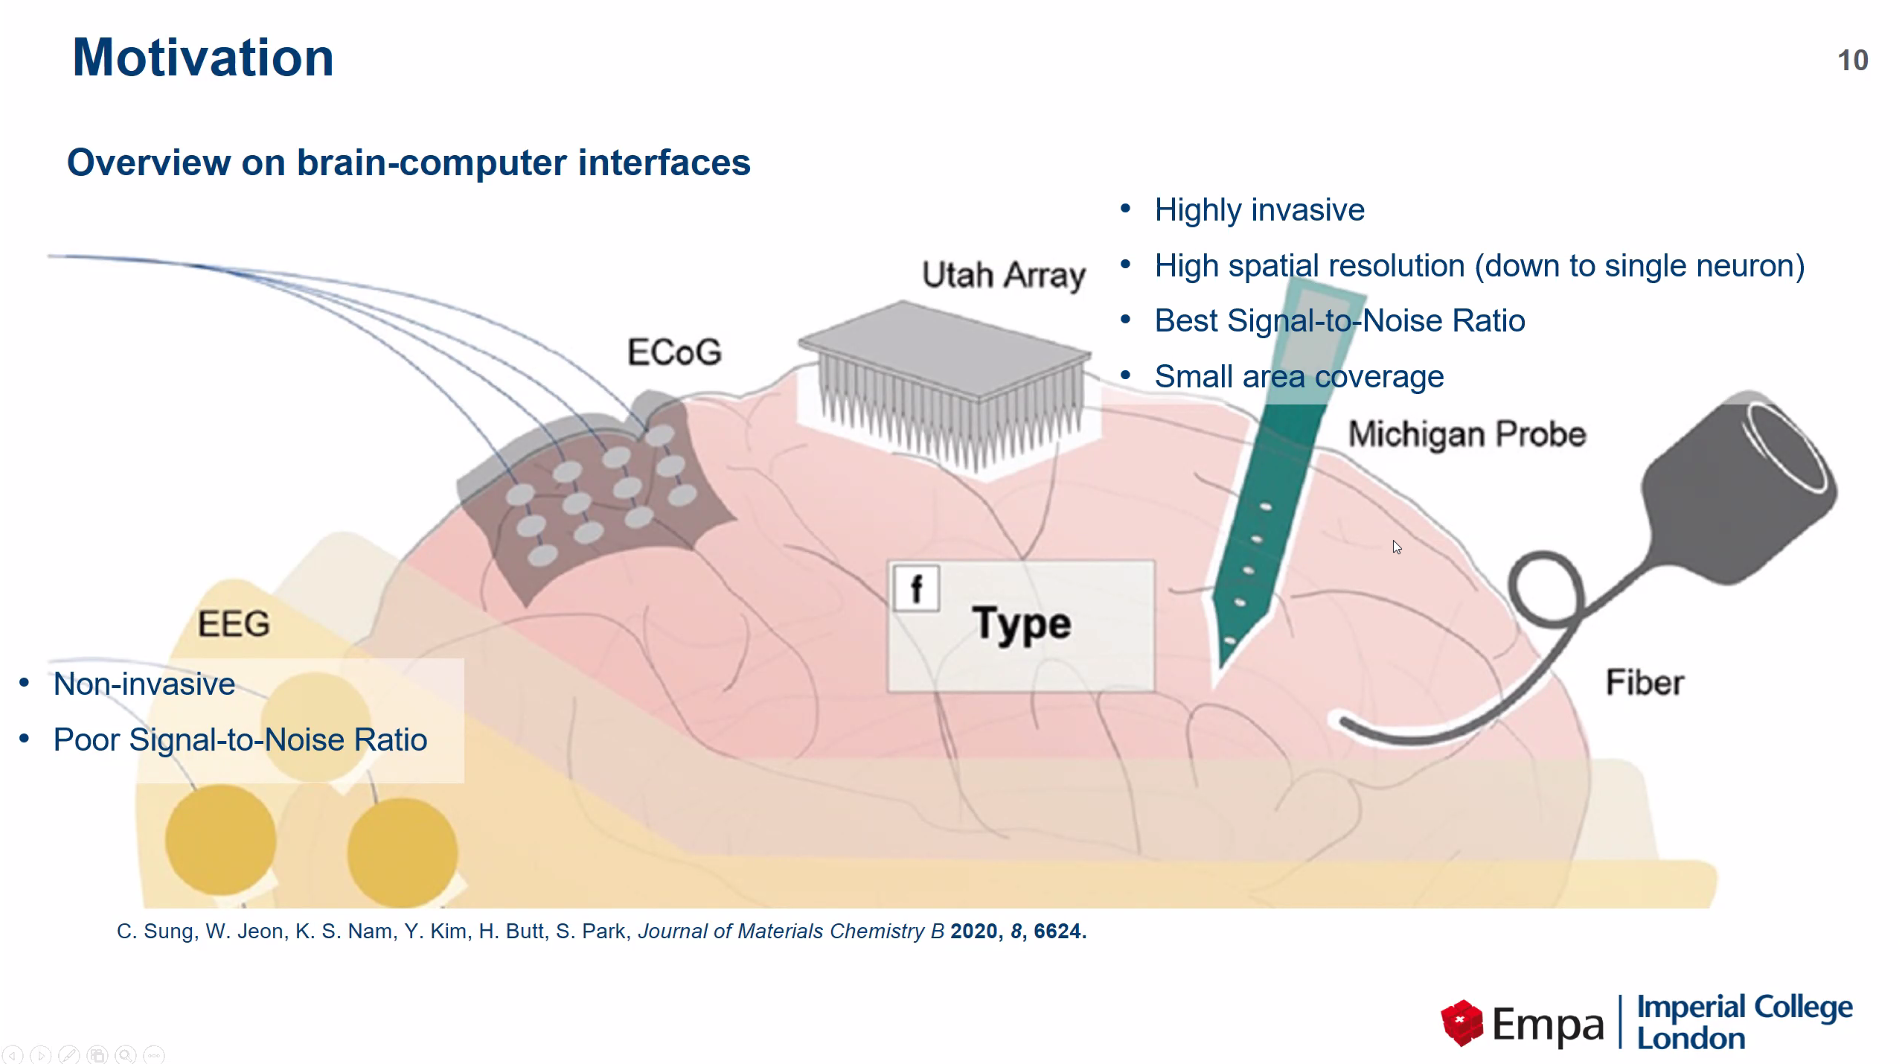 Motivation
10
Overview on brain-computer interfaces
• Highly invasive
• High spatial resolution (down to single neuron)
• Best Signal-to-Noise Ratio
• Small area coverage
Utah Array
ECoG
Michigan Probe
f
Type
EEG
Fiber
• Non-invasive
• Poor Signal-to-Noise Ratio
C. Sung, W. Jeon, K. S. Nam, Y. Kim, H. Butt, S. Park, Journal of Materials Chemistry B 2020, 8, 6624.
Empa
Imperial College
London